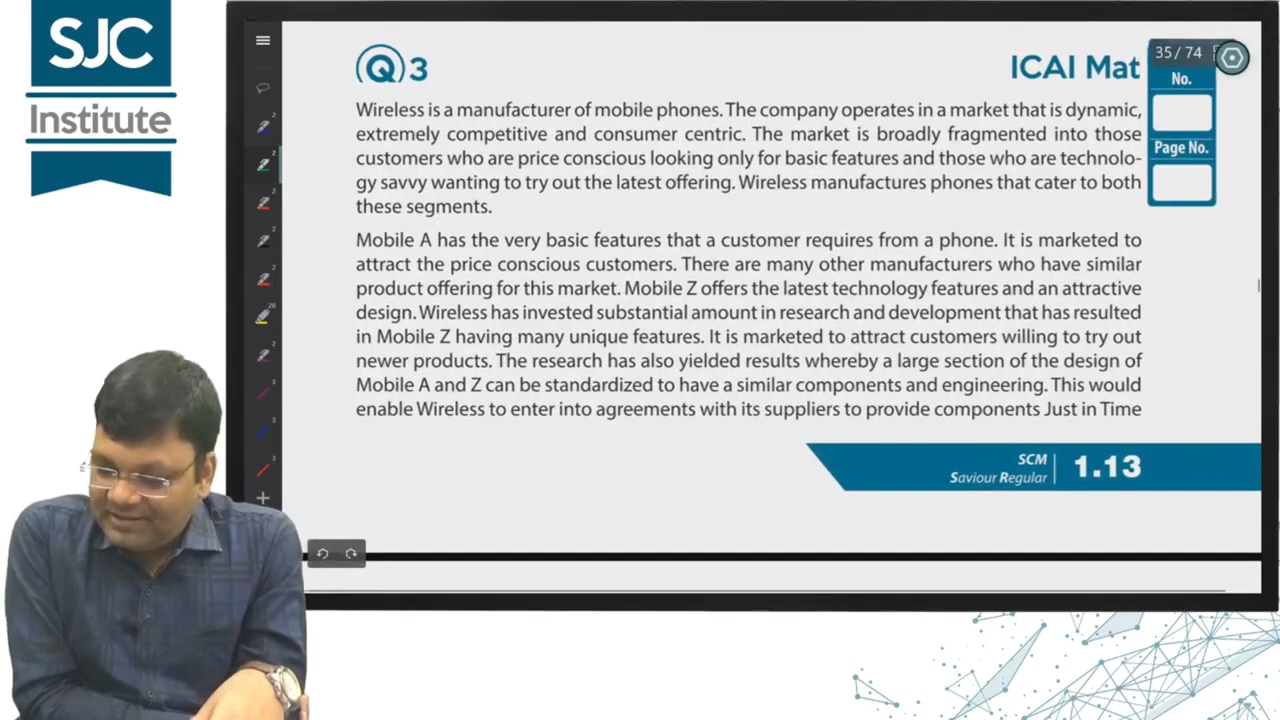 SJC
Institute
Q 3
ICAI Mat
35 / 74
No.
Page No.
Wireless is a manufacturer of mobile phones. The company operates in a market that is dynamic,
extremely competitive and consumer centric. The market is broadly fragmented into those
customers who are price conscious looking only for basic features and those who are technolo-
gy savvy wanting to try out the latest offering. Wireless manufactures phones that cater to both
these segments.
Mobile A has the very basic features that a customer requires from a phone. It is marketed to
attract the price conscious customers. There are many other manufacturers who have similar
product offering for this market. Mobile Z offers the latest technology features and an attractive
design. Wireless has invested substantial amount in research and development that has resulted
in Mobile Z having many unique features. It is marketed to attract customers willing to try out
newer products. The research has also yielded results whereby a large section of the design of
Mobile A and Z can be standardized to have a similar components and engineering. This would
enable Wireless to enter into agreements with its suppliers to provide components Just in Time
SCM
Saviour Regular
1.13